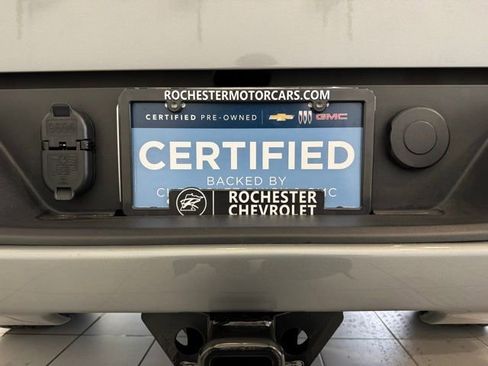 ROCHESTERMOTORCARS.COM
CERTIFIED PRE-OWNED GMC
CERTIFIED
BACKED BY
ROCHESTER
CHEVROLET